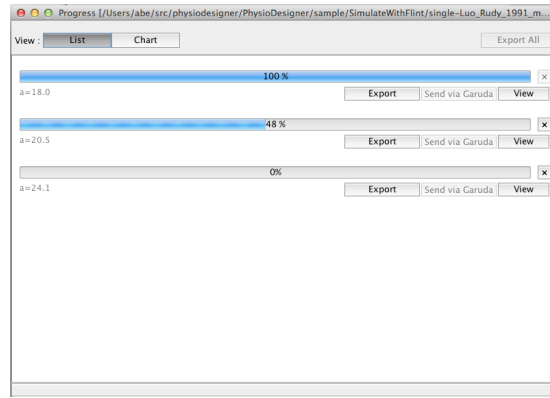 Progress [/Users/abe/src/physiodesigner/PhysioDesigner/sample/SimulateWithFlint/single-Luo_Rudy_1991_m...
View : List Chart Export All
100 %
a=18.0 Export Send via Garuda View
48 %
a=20.5 Export Send via Garuda View
0%
a=24.1 Export Send via Garuda View